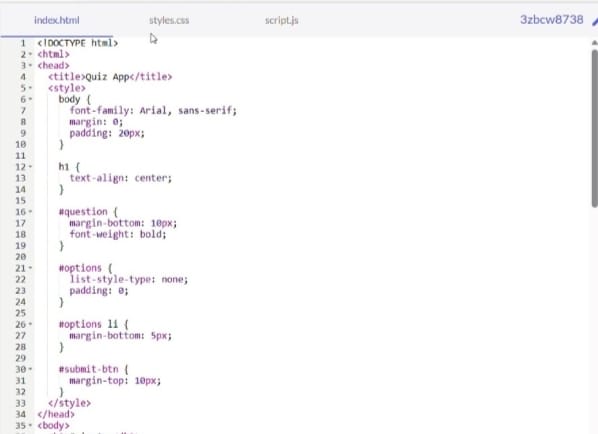 index.html styles.css script.js 3zbcw8738
1 <!DOCTYPE html>
2 <html>
3 <head>
4 <title>Quiz App</title>
5 <style>
6 body {
7 font-family: Arial, sans-serif;
8 margin: 0;
9 padding: 20px;
10 }
11
12 h1 {
13 text-align: center;
14 }
15
16 #question {
17 margin-bottom: 10px;
18 font-weight: bold;
19 }
20
21 #options {
22 list-style-type: none;
23 padding: 0;
24 }
25
26 #options li {
27 margin-bottom: 5px;
28 }
29
30 #submit-btn {
31 margin-top: 10px;
32 }
33 </style>
34 </head>
35 <body>